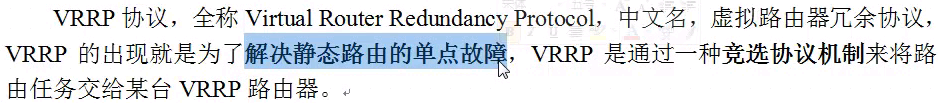 VRRP 协议，全称 Virtual Router Redundancy Protocol，中文名，虚拟路由器冗余协议，
VRRP 的出现就是为了解决静态路由的单点故障，VRRP 是通过一种竞选协议机制来将路
由任务交给某台 VRRP 路由器。